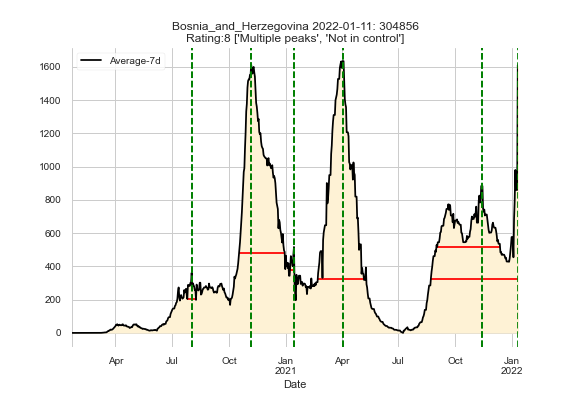 Bosnia_and_Herzegovina 2022-01-11: 304856
Rating:8 ['Multiple peaks', 'Not in control']
Average-7d
1600
1400
1200
1000
800
600
400
200
0
Apr Jul Oct Jan Apr Jul Oct Jan
2021 2022
Date